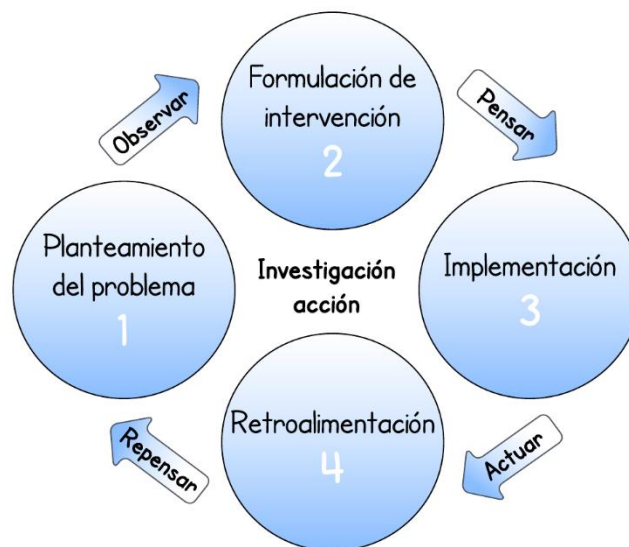 Formulación de
intervención
2
Observar
Pensar
Planteamiento
del problema
1
Investigación
acción
Implementación
3
Retroalimentación
4
Repensar
Actuar